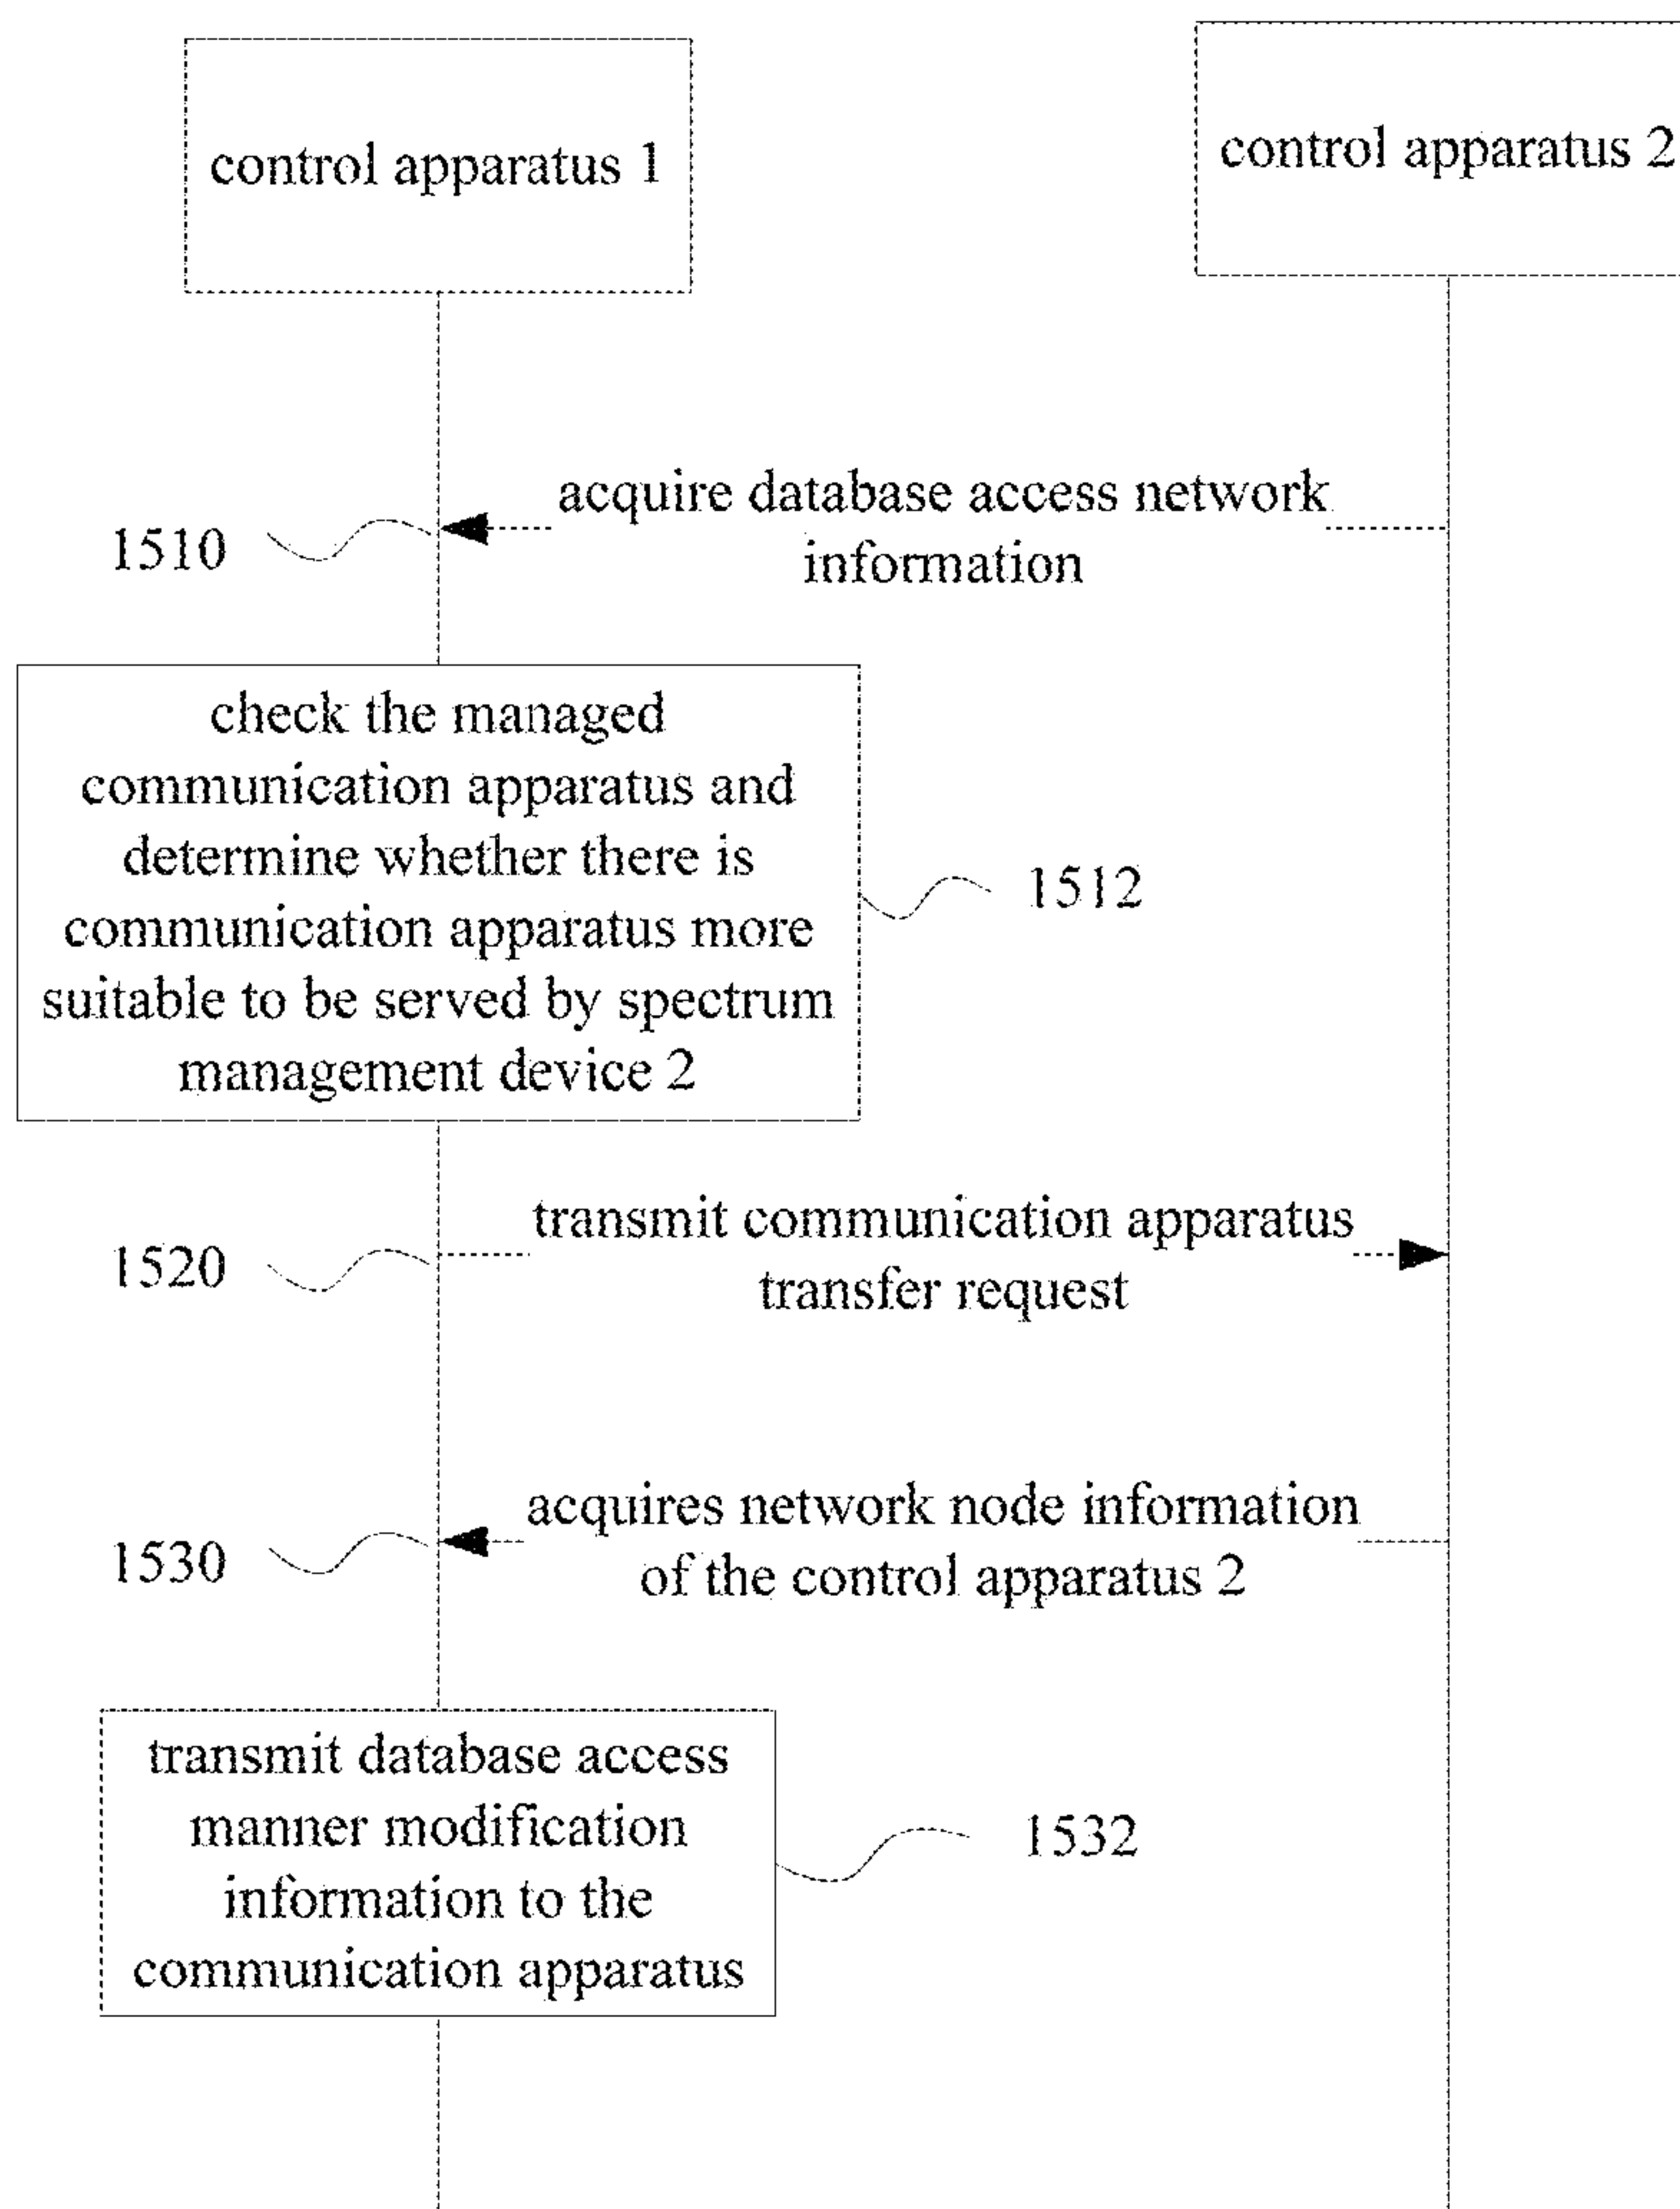 control apparatus 1
control apparatus 2
acquire database access network
information
1510
check the managed
communication apparatus and
determine whether there is
communication apparatus more
suitable to be served by spectrum
management device 2
1512
transmit communication apparatus
transfer request
1520
acquires network node information
of the control apparatus 2
1530
transmit database access
manner modification
information to the
communication apparatus
1532